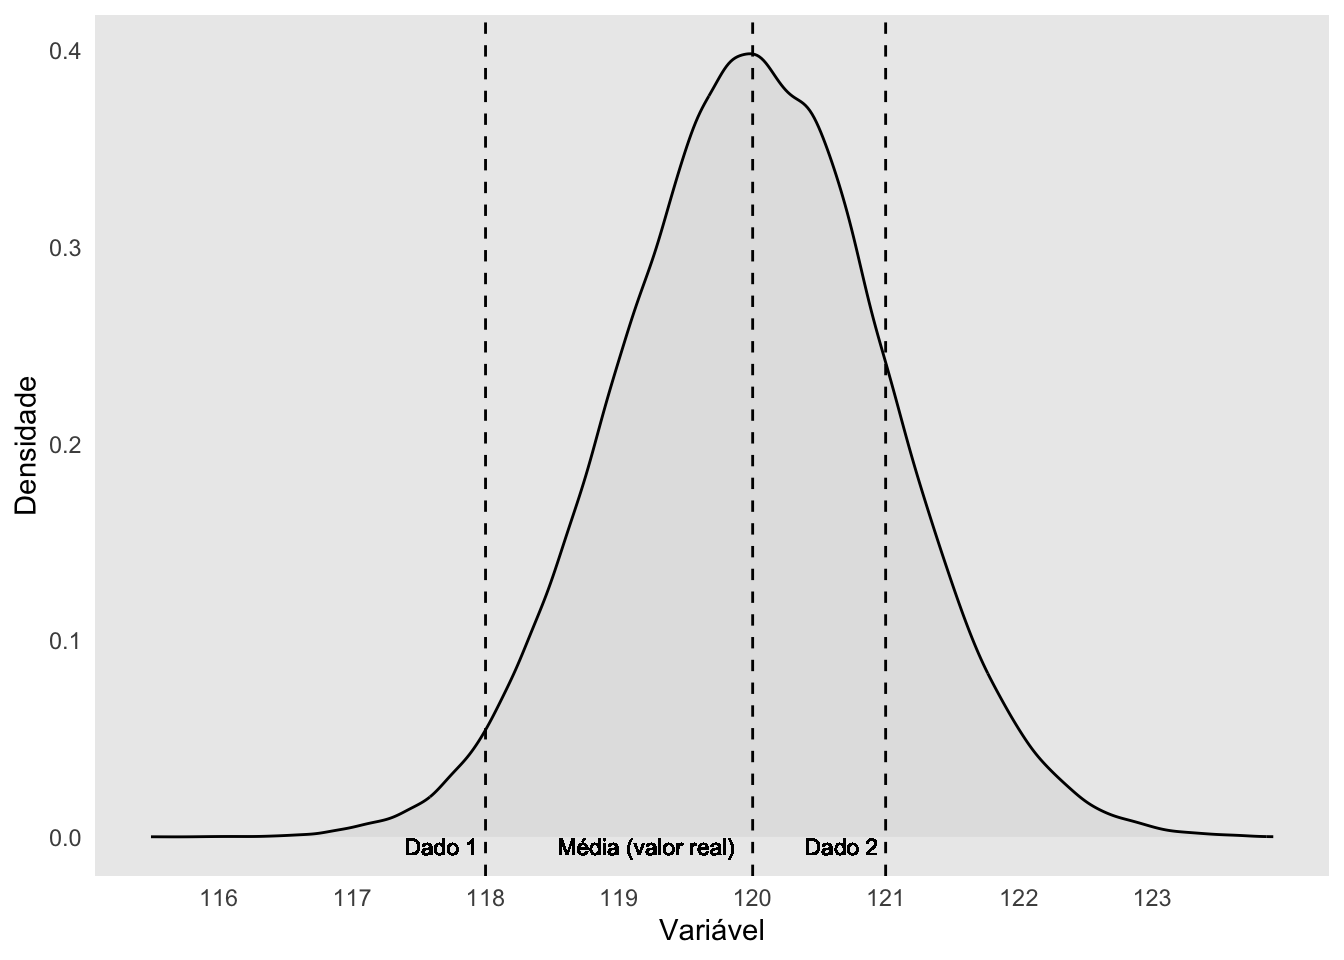 0.4
0.3
0.2
0.1
0.0
Densidade
Dado 1
Média (valor real)
Dado 2
116 117 118 119 120 121 122 123
Variável